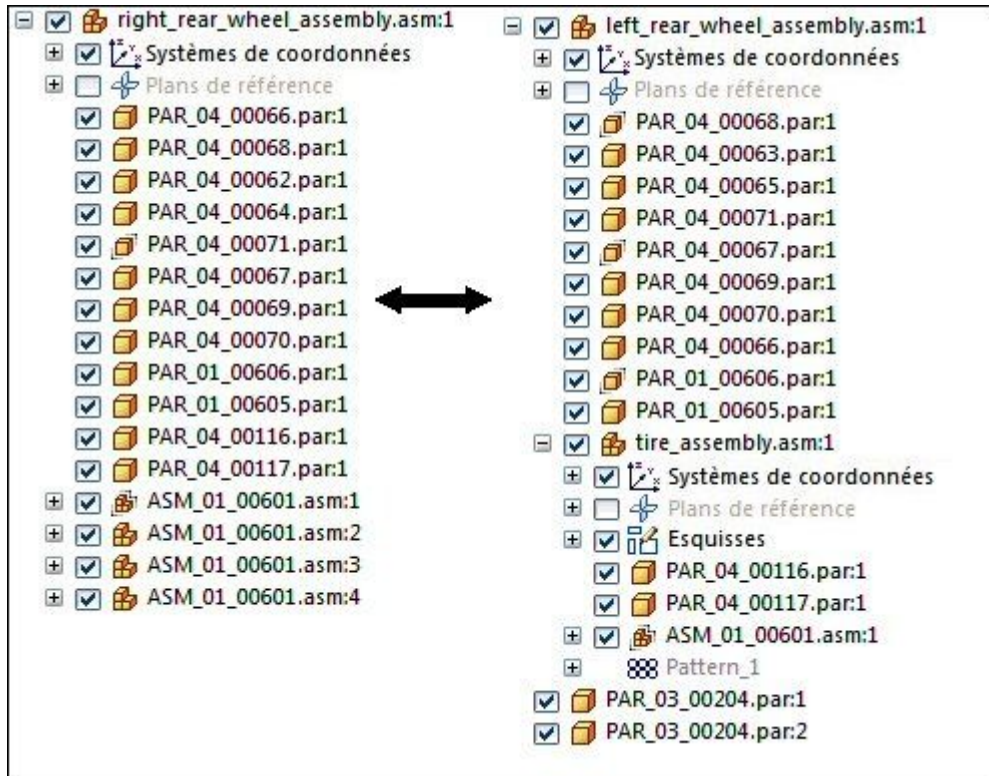 right_rear_wheel_assembly.asm:1
Systèmes de coordonnées
Plans de référence
PAR_04_00066.par:1
PAR_04_00068.par:1
PAR_04_00062.par:1
PAR_04_00064.par:1
PAR_04_00071.par:1
PAR_04_00067.par:1
PAR_04_00069.par:1
PAR_04_00070.par:1
PAR_01_00606.par:1
PAR_01_00605.par:1
PAR_04_00116.par:1
PAR_04_00117.par:1
ASM_01_00601.asm:1
ASM_01_00601.asm:2
ASM_01_00601.asm:3
ASM_01_00601.asm:4
left_rear_wheel_assembly.asm:1
Systèmes de coordonnées
Plans de référence
PAR_04_00068.par:1
PAR_04_00063.par:1
PAR_04_00065.par:1
PAR_04_00071.par:1
PAR_04_00067.par:1
PAR_04_00069.par:1
PAR_04_00070.par:1
PAR_04_00066.par:1
PAR_01_00606.par:1
PAR_01_00605.par:1
tire_assembly.asm:1
Systèmes de coordonnées
Plans de référence
Esquisses
PAR_04_00116.par:1
PAR_04_00117.par:1
ASM_01_00601.asm:1
Pattern_1
PAR_03_00204.par:1
PAR_03_00204.par:2